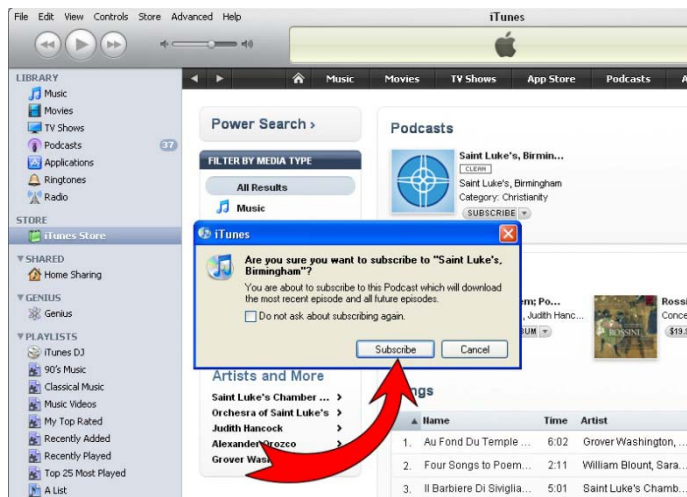 File Edit View Controls Store Advanced Help
iTunes
LIBRARY
Music
Movies
TV Shows
Podcasts 37
Applications
Ringtones
Radio
STORE
iTunes Store
SHARED
Home Sharing
GENIUS
Genius
PLAYLISTS
iTunes DJ
90's Music
Classical Music
Music Videos
My Top Rated
Recently Added
Recently Played
Top 25 Most Played
A List
Music Movies TV Shows App Store Podcasts A
Power Search >
FILTER BY MEDIA TYPE
All Results
Music
Podcasts
Saint Luke's, Birmin...
CLEAN
Saint Luke's, Birmingham
Category: Christianity
SUBSCRIBE
iTunes
Are you sure you want to subscribe to "Saint Luke's,
Birmingham"?
You are about to subscribe to this Podcast which will download
the most recent episode and all future episodes.
Do not ask about subscribing again.
Subscribe Cancel
em; Po...
, Judith Hanc...
UM
ROSSINI
Rossi
Conce
$19.9
Artists and More
Saint Luke's Chamber ... >
Orchesra of Saint Luke's >
Judith Hancock
Alexander Orozco
Grover Was
ngs
Name Time Artist
1. Au Fond Du Temple ... 6:02 Grover Washington, ...
2. Four Songs to Poem... 2:11 William Blount, Sara...
3. Il Barbiere Di Siviglia... 5:01 Saint Luke's Chamb...